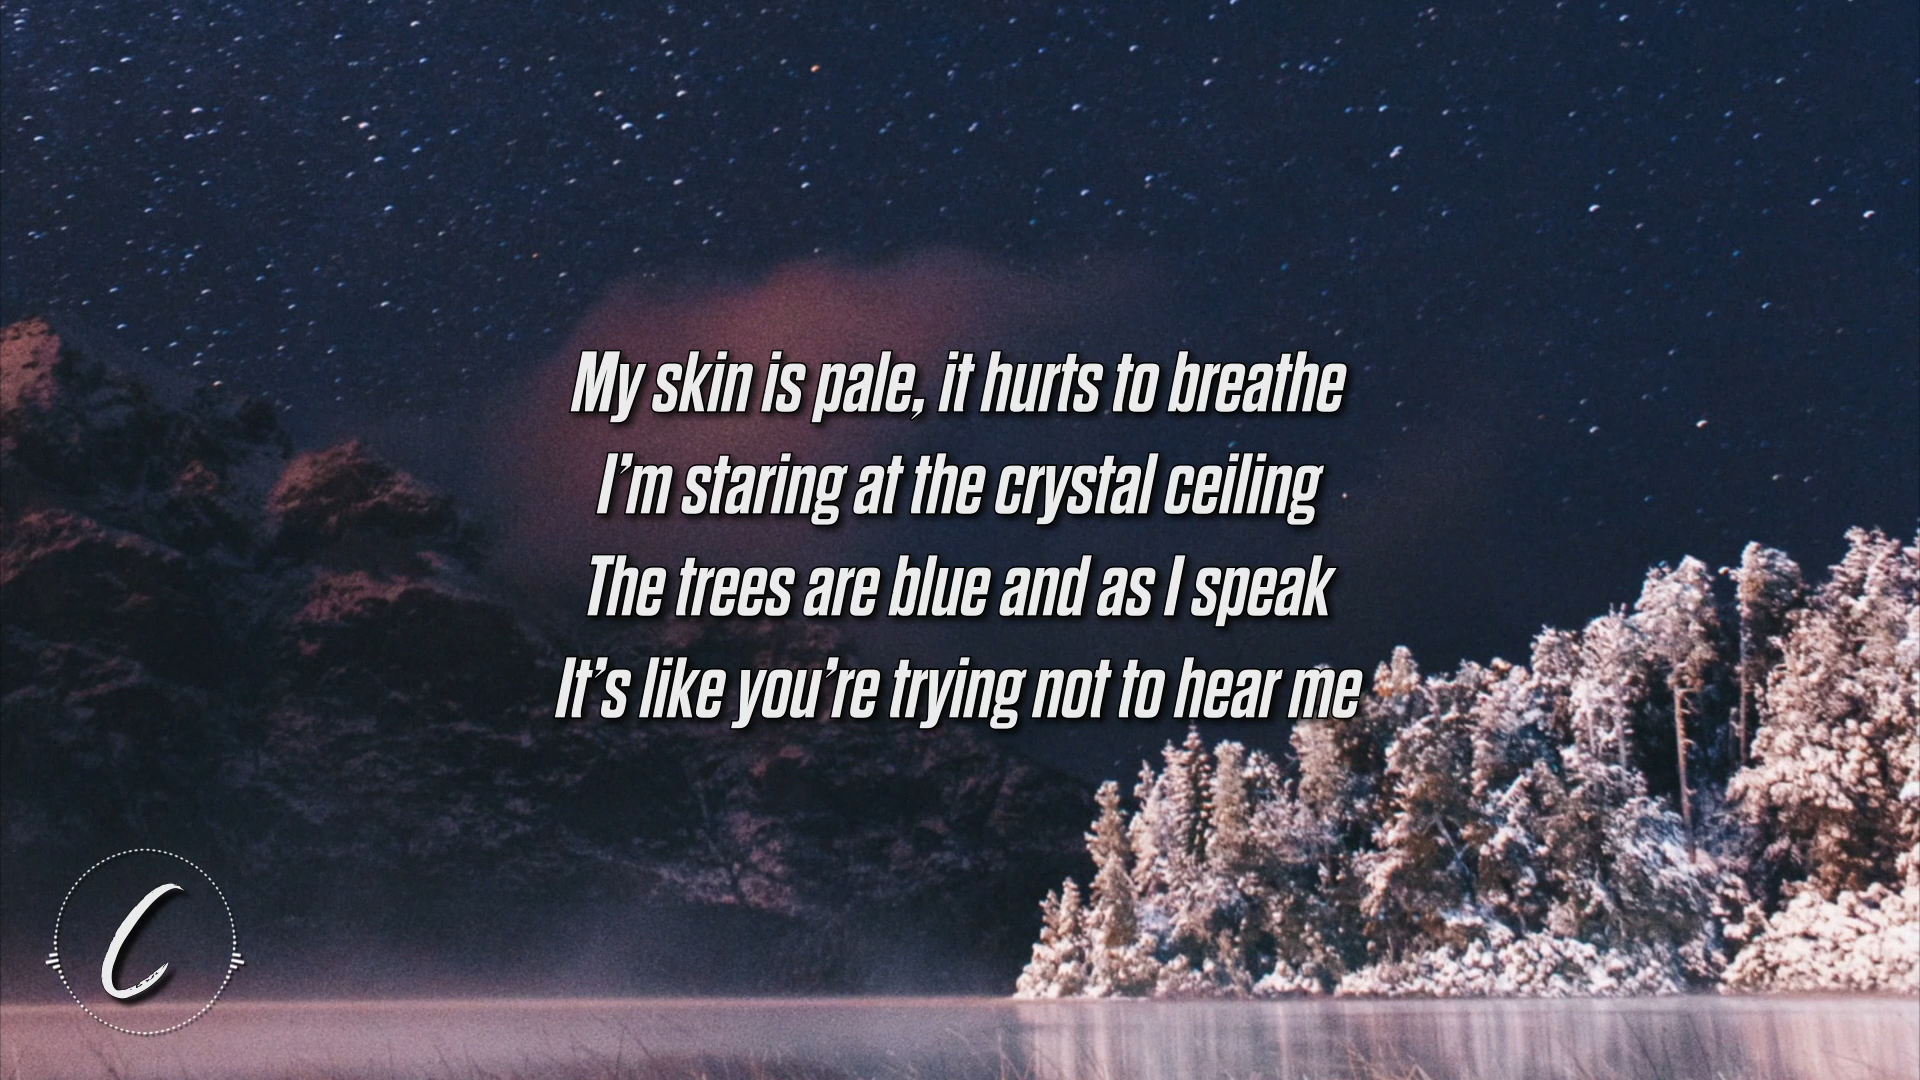 My skin is pale, it hurts to breathe
I’m staring at the crystal ceiling
The trees are blue and as I speak
It’s like you’re trying not to hear me
C